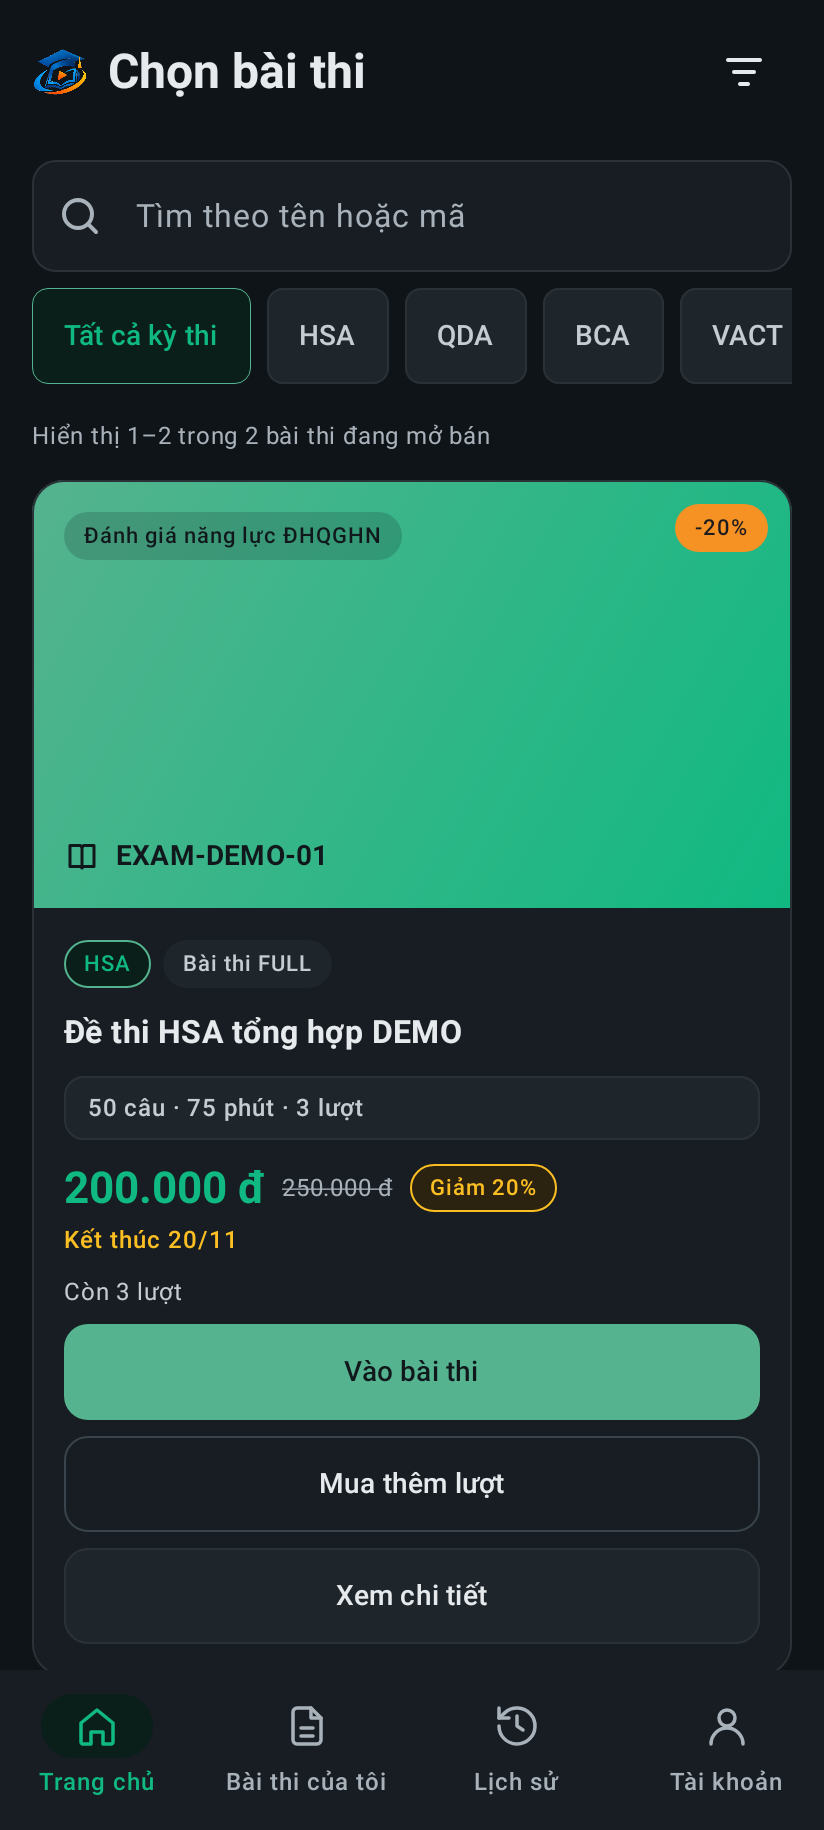 Chọn bài thi
Tìm theo tên hoặc mã
Tất cả kỳ thi
HSA
QDA
BCA
VACT
Hiển thị 1–2 trong 2 bài thi đang mở bán
Đánh giá năng lực ĐHQGHN
-20%
EXAM-DEMO-01
HSA
Bài thi FULL
Đề thi HSA tổng hợp DEMO
50 câu · 75 phút · 3 lượt
200.000 đ 250.000 đ Giảm 20%
Kết thúc 20/11
Còn 3 lượt
Vào bài thi
Mua thêm lượt
Xem chi tiết
Trang chủ
Bài thi của tôi
Lịch sử
Tài khoản